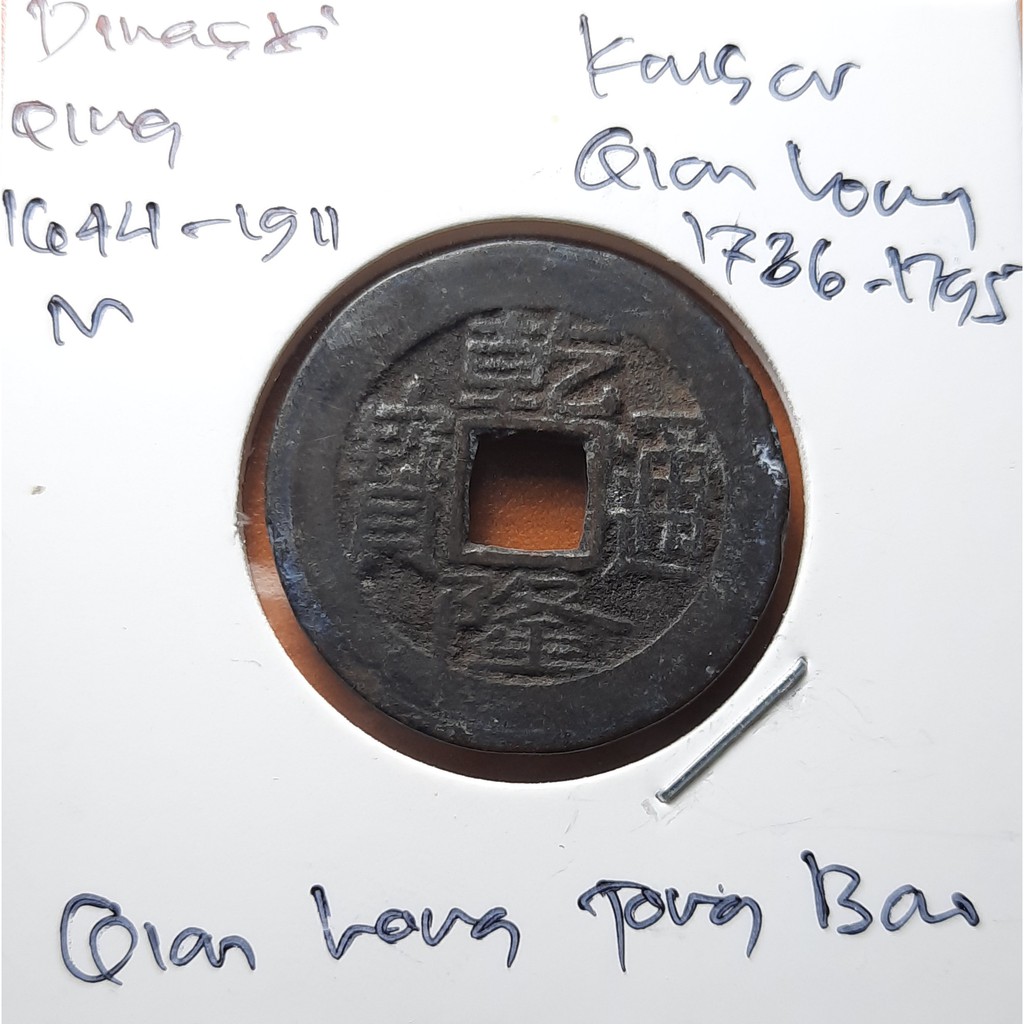 Dinasti
Qing
1644-1911
M
Kaisar
Qian Long
1736-1795
乾隆通寶
Qian Long Tong Bao